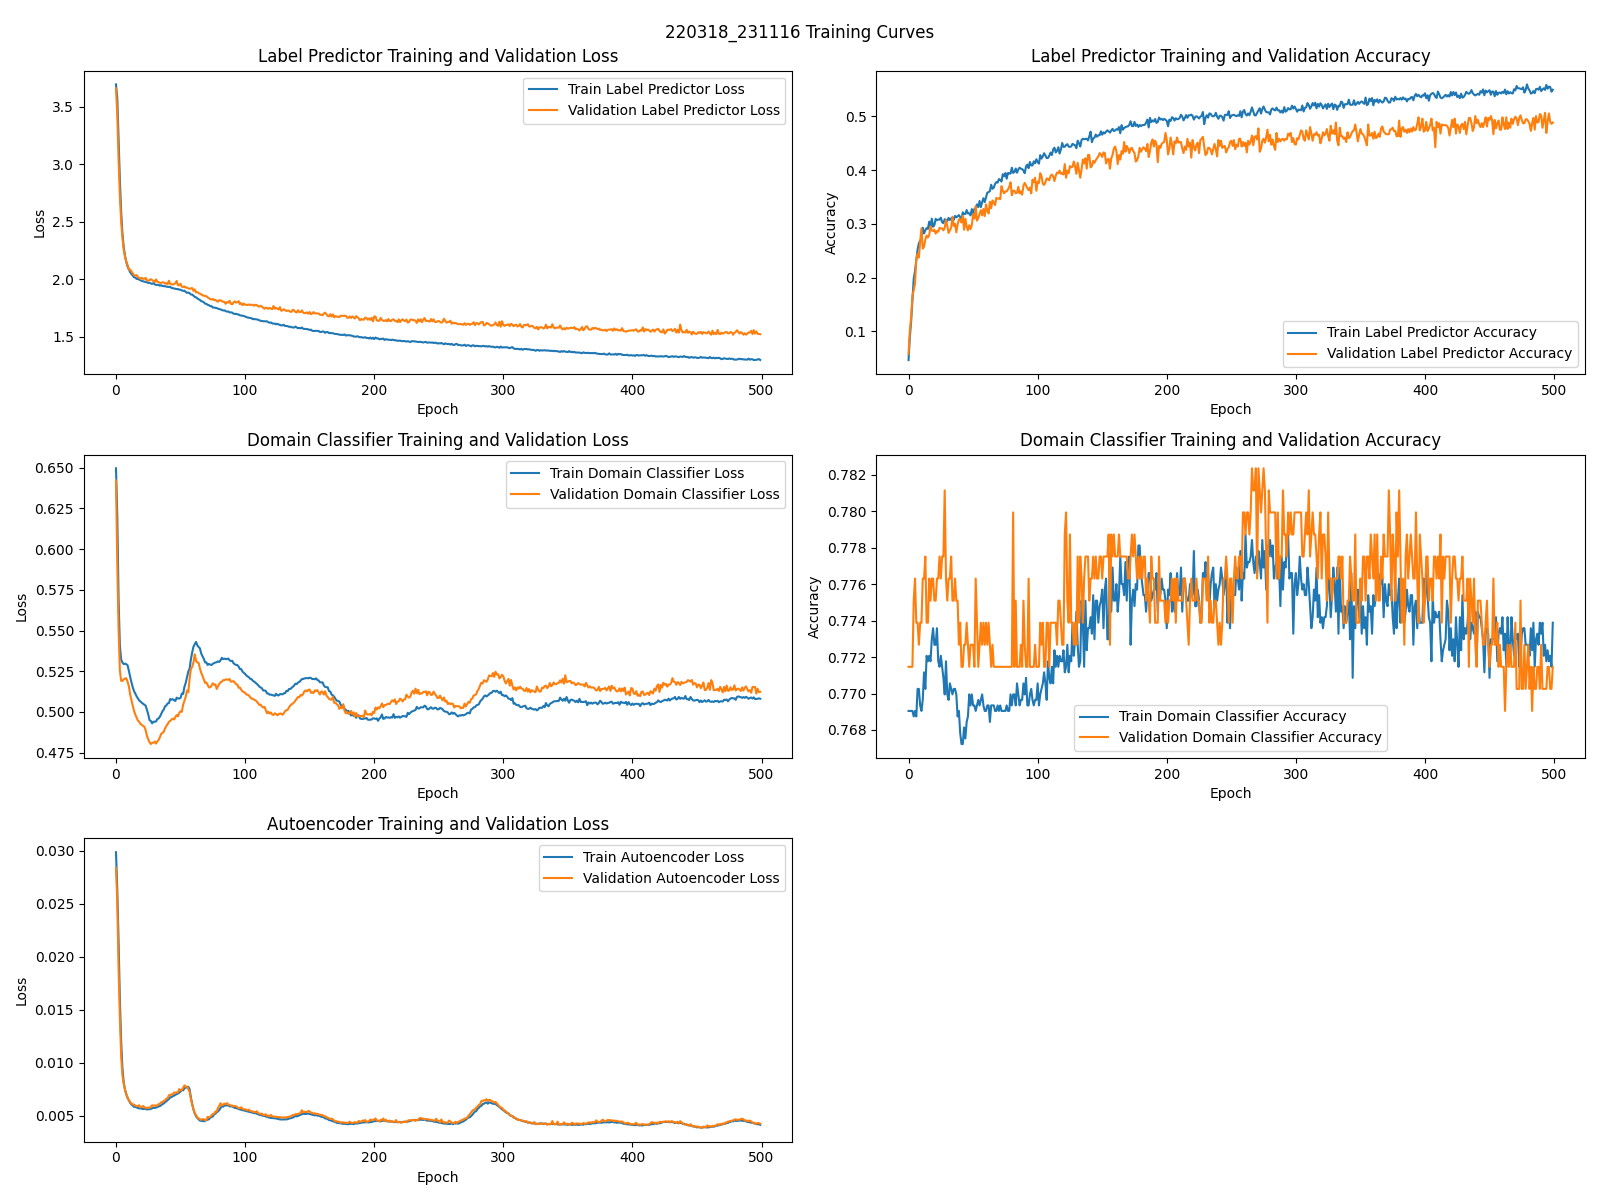 220318_231116 Training Curves
Label Predictor Training and Validation Loss
Train Label Predictor Loss
Validation Label Predictor Loss
3.5
3.0
2.5
2.0
1.5
Loss
0 100 200 300 400 500
Epoch
Label Predictor Training and Validation Accuracy
0.5
0.4
0.3
0.2
0.1
Accuracy
Train Label Predictor Accuracy
Validation Label Predictor Accuracy
0 100 200 300 400 500
Epoch
Domain Classifier Training and Validation Loss
Train Domain Classifier Loss
Validation Domain Classifier Loss
0.650
0.625
0.600
0.575
0.550
0.525
0.500
0.475
Loss
0 100 200 300 400 500
Epoch
Domain Classifier Training and Validation Accuracy
0.782
0.780
0.778
0.776
0.774
0.772
0.770
0.768
Accuracy
Train Domain Classifier Accuracy
Validation Domain Classifier Accuracy
0 100 200 300 400 500
Epoch
Autoencoder Training and Validation Loss
Train Autoencoder Loss
Validation Autoencoder Loss
0.030
0.025
0.020
0.015
0.010
0.005
Loss
0 100 200 300 400 500
Epoch